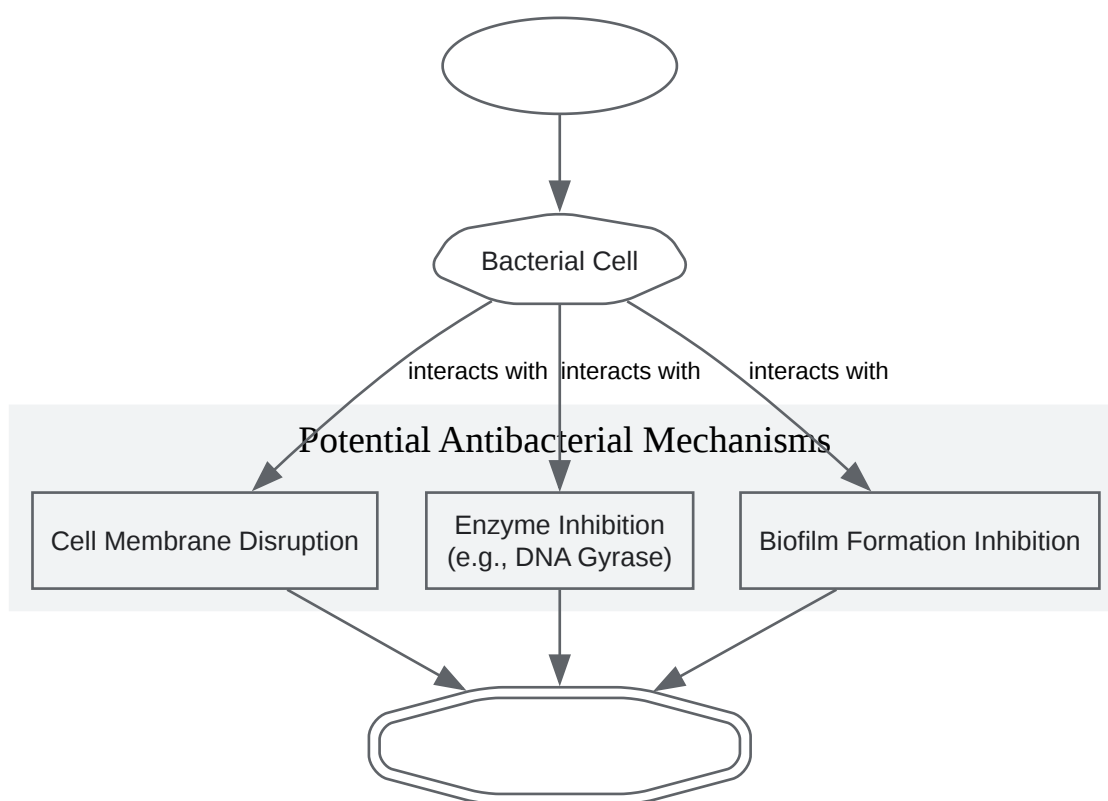 Bacterial Cell
interacts with
interacts with
interacts with
Potential Antibacterial Mechanisms
Cell Membrane Disruption
Enzyme Inhibition
(e.g., DNA Gyrase)
Biofilm Formation Inhibition